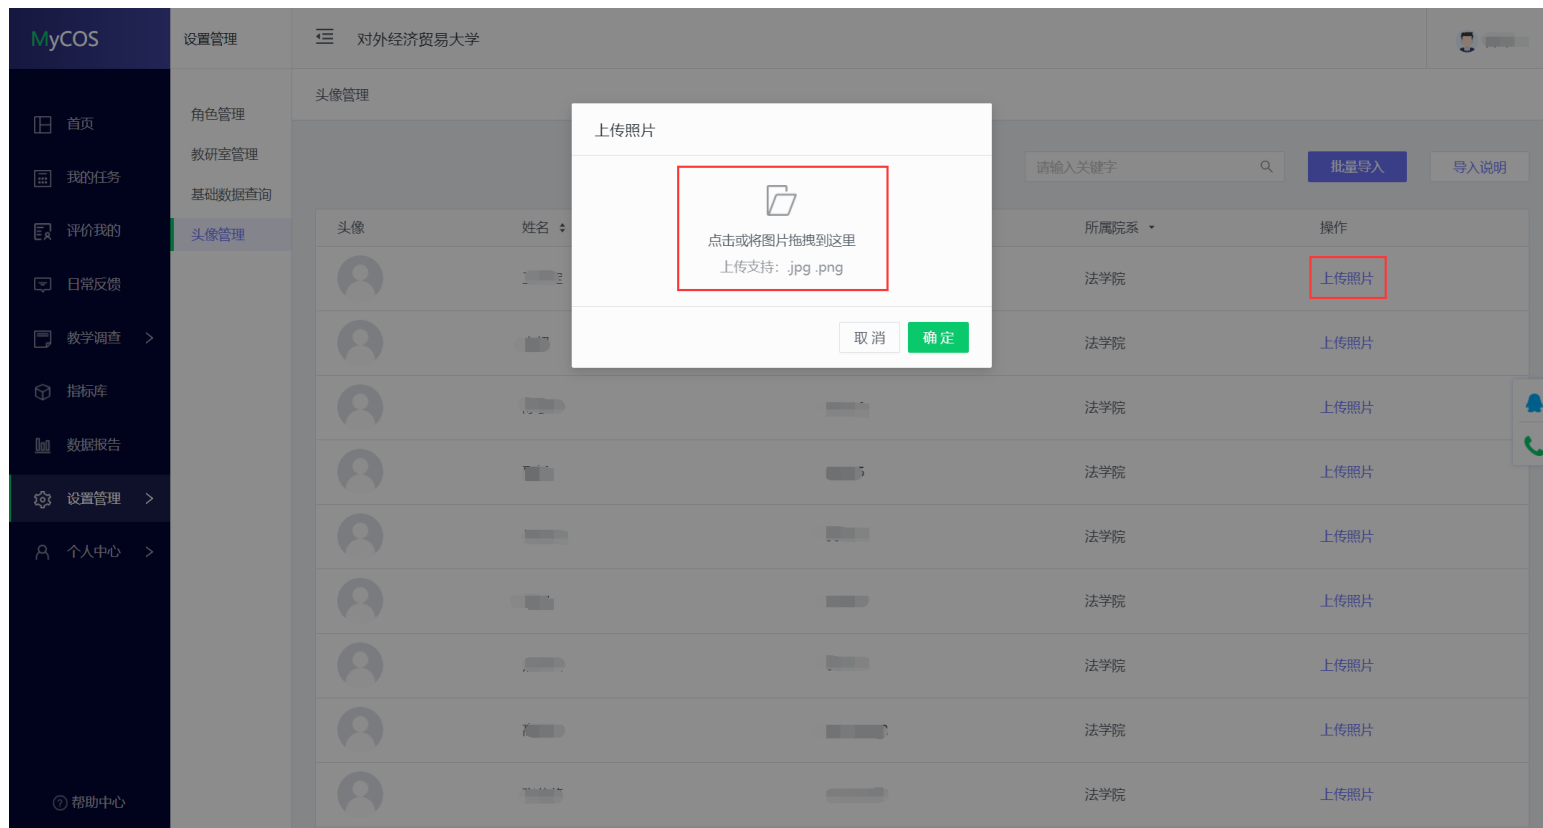 MyCOS
设置管理
对外经济贸易大学
首页
我的任务
评价我的
日常反馈
教学调查
指标库
数据报告
设置管理
个人中心
帮助中心
角色管理
教研室管理
基础数据查询
头像管理
头像管理
请输入关键字
批量导入
导入说明
头像 姓名 所属院系 操作
法学院 上传照片
法学院 上传照片
法学院 上传照片
法学院 上传照片
法学院 上传照片
法学院 上传照片
法学院 上传照片
法学院 上传照片
法学院 上传照片
上传照片
点击或将图片拖拽到这里
上传支持: .jpg .png
取消 确定